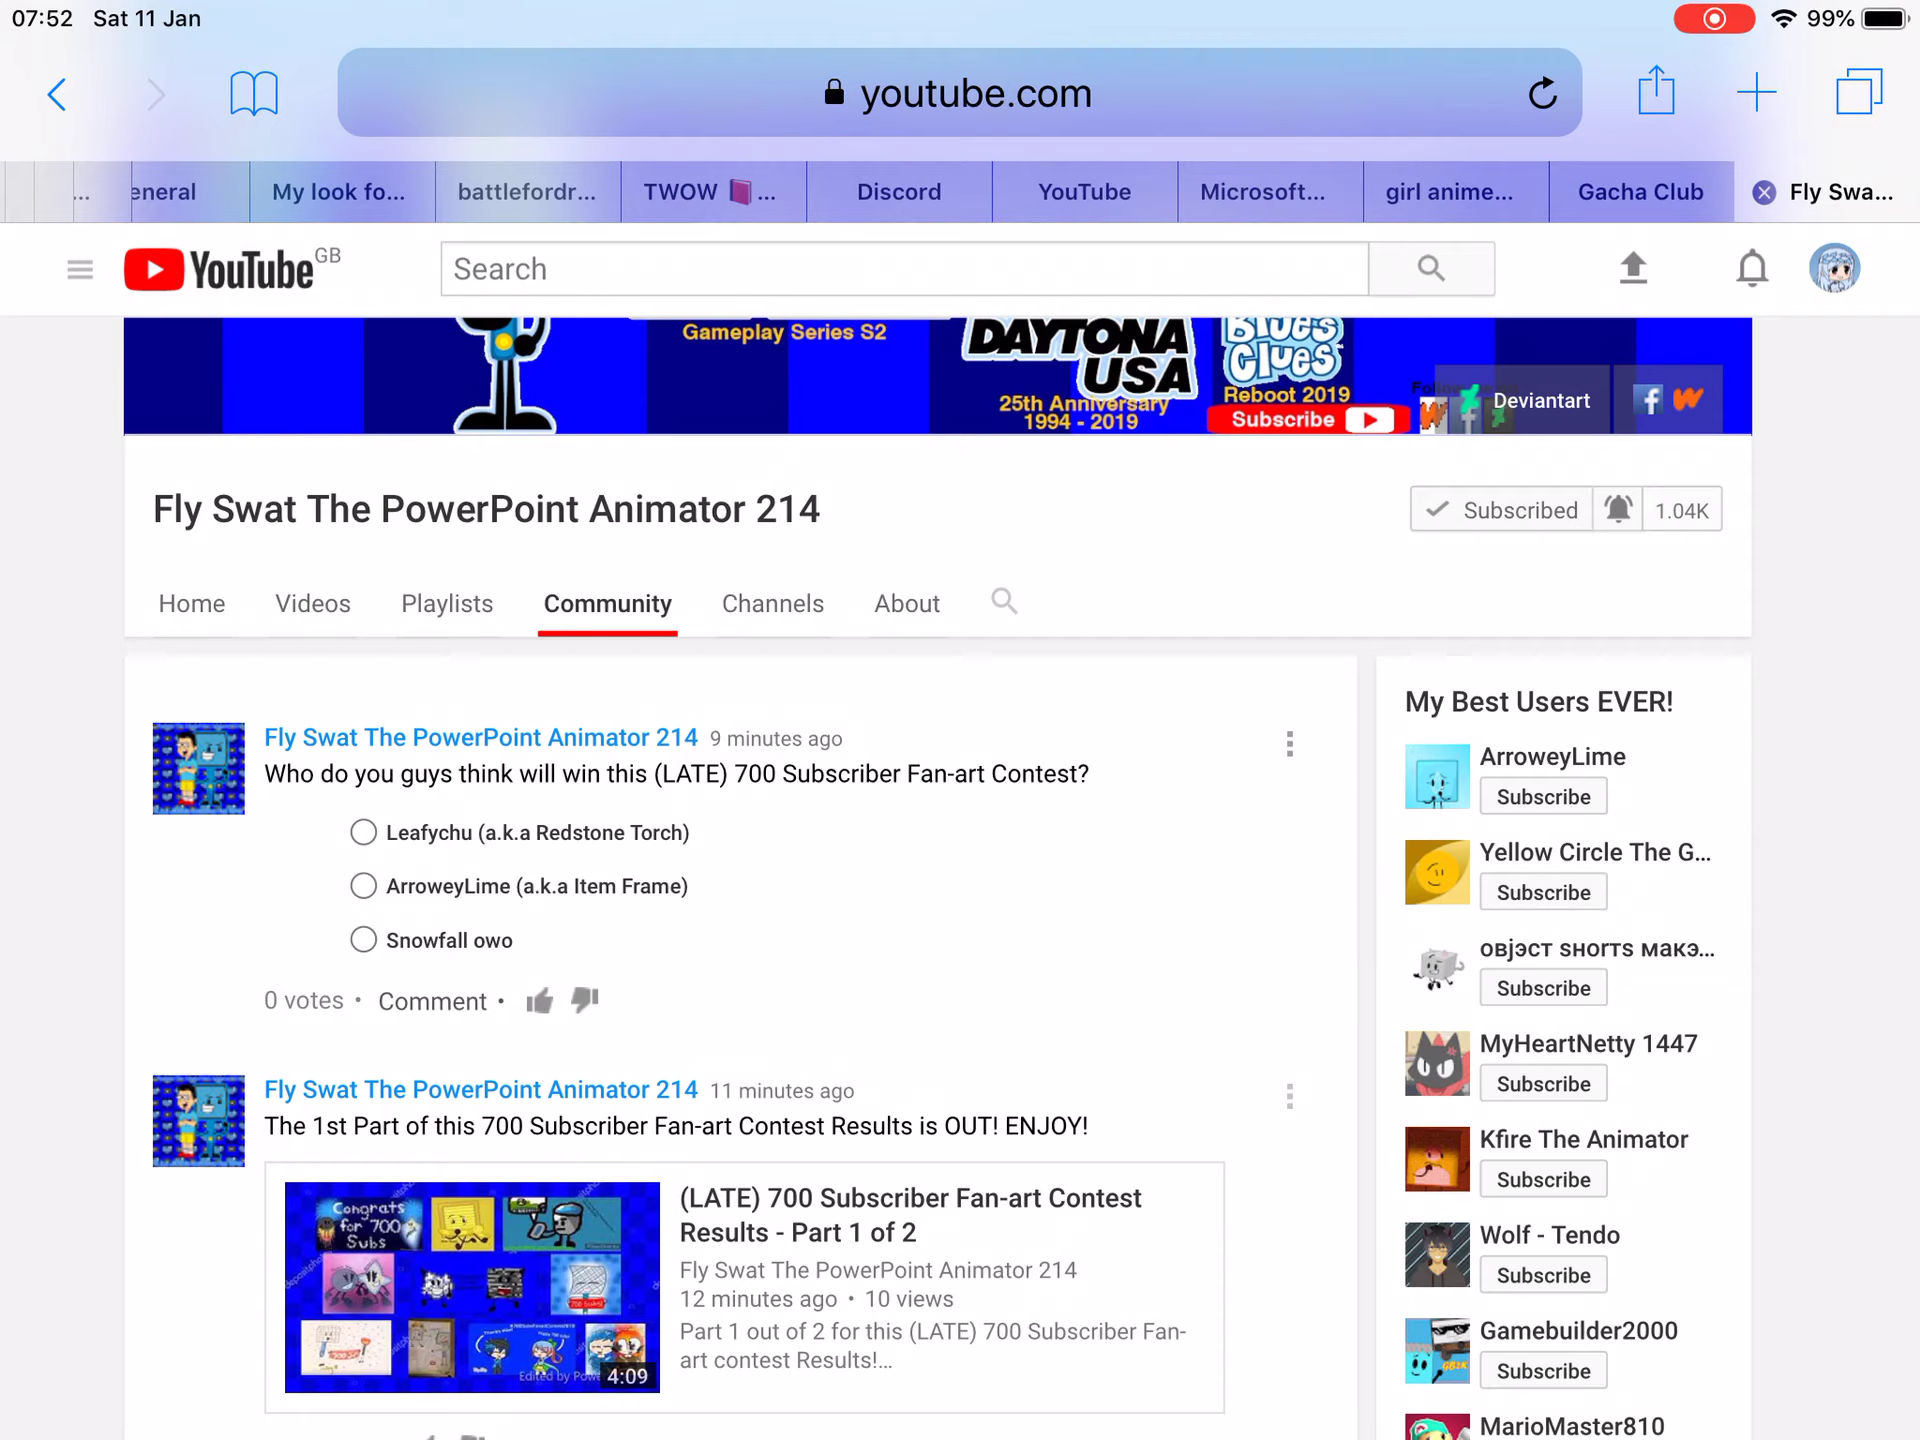 07:52 Sat 11 Jan
99%
youtube.com
...
eneral
My look fo...
battlefordr...
TWOW 📕...
Discord
YouTube
Microsoft...
girl anime...
Gacha Club
Fly Swa...
YouTube GB
Search
Gameplay Series S2
DAYTONA
USA
25th Anniversary
1994 - 2019
Blues
Clues
Reboot 2019
Subscribe
Deviantart
Fly Swat The PowerPoint Animator 214
Subscribed
1.04K
Home
Videos
Playlists
Community
Channels
About
Fly Swat The PowerPoint Animator 214 9 minutes ago
Who do you guys think will win this (LATE) 700 Subscriber Fan-art Contest?
Leafychu (a.k.a Redstone Torch)
ArroweyLime (a.k.a Item Frame)
Snowfall owo
0 votes • Comment •
Fly Swat The PowerPoint Animator 214 11 minutes ago
The 1st Part of this 700 Subscriber Fan-art Contest Results is OUT! ENJOY!
Congrats
for 700
Subs
4:09
(LATE) 700 Subscriber Fan-art Contest
Results - Part 1 of 2
Fly Swat The PowerPoint Animator 214
12 minutes ago • 10 views
Part 1 out of 2 for this (LATE) 700 Subscriber Fan-
art contest Results!...
My Best Users EVER!
ArroweyLime
Subscribe
Yellow Circle The G...
Subscribe
овjэcт ѕнorтѕ мaкэ...
Subscribe
MyHeartNetty 1447
Subscribe
Kfire The Animator
Subscribe
Wolf - Tendo
Subscribe
Gamebuilder2000
Subscribe
MarioMaster810